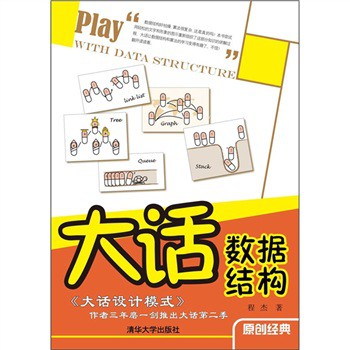 Play
WITH DATA STRUCTURE
link-list
Tree
Graph
Queue
Stack
大话
数据
结构
《大话设计模式》
作者三年磨一剑推出大话第二季
程 杰 著
清华大学出版社
原创经典